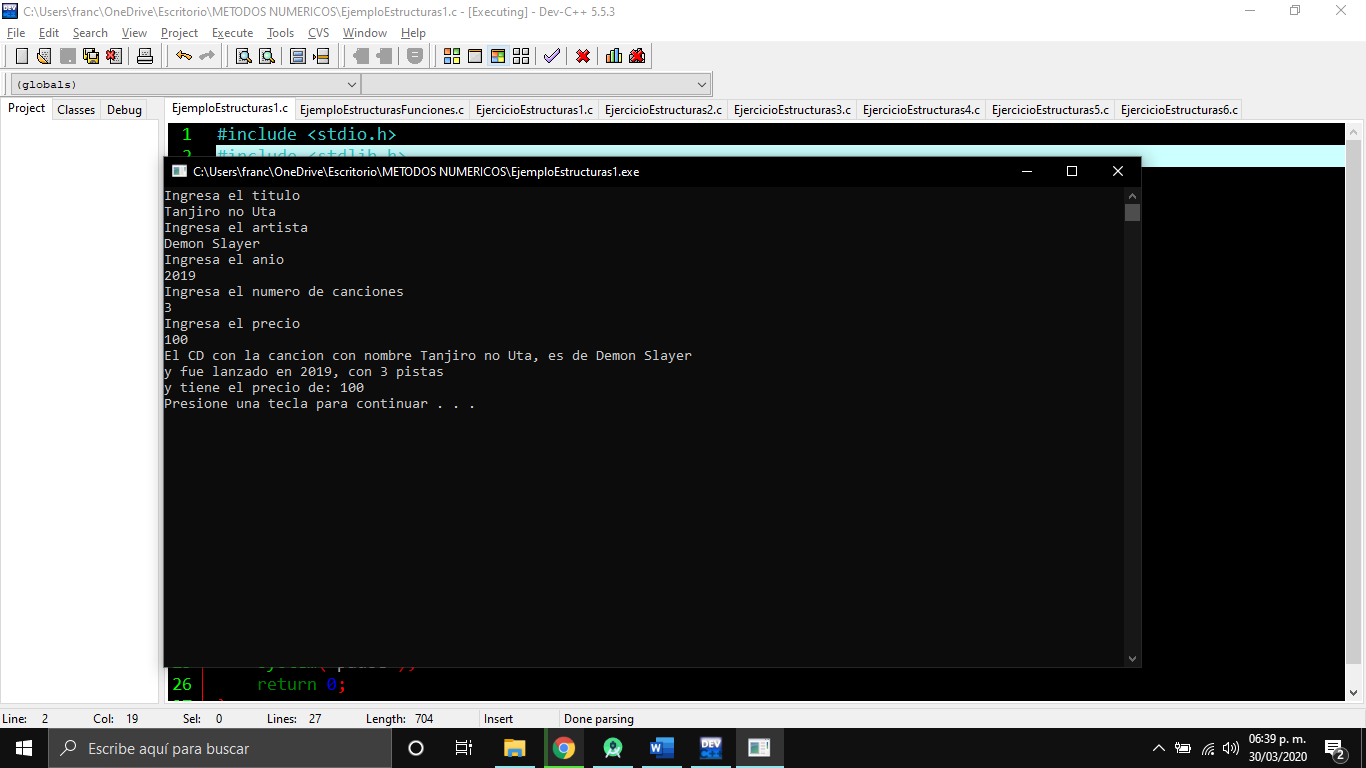 C:\Users\franc\OneDrive\Escritorio\METODOS NUMERICOS\EjemploEstructuras1.c - [Executing] - Dev-C++ 5.5.3
File Edit Search View Project Execute Tools CVS Window Help
(globals)
Project Classes Debug
EjemploEstructuras1.c EjemploEstructurasFunciones.c EjercicioEstructuras1.c EjercicioEstructuras2.c EjercicioEstructuras3.c EjercicioEstructuras4.c EjercicioEstructuras5.c EjercicioEstructuras6.c
1 #include <stdio.h>
2 #include <stdlib.h>
C:\Users\franc\OneDrive\Escritorio\METODOS NUMERICOS\EjemploEstructuras1.exe
Ingresa el titulo
Tanjiro no Uta
Ingresa el artista
Demon Slayer
Ingresa el anio
2019
Ingresa el numero de canciones
3
Ingresa el precio
100
El CD con la cancion con nombre Tanjiro no Uta, es de Demon Slayer
y fue lanzado en 2019, con 3 pistas
y tiene el precio de: 100
Presione una tecla para continuar . . .
26 return 0;
Line: 2 Col: 19 Sel: 0 Lines: 27 Length: 704 Insert Done parsing
Escribe aquí para buscar
DEV C++
06:39 p. m.
30/03/2020
2